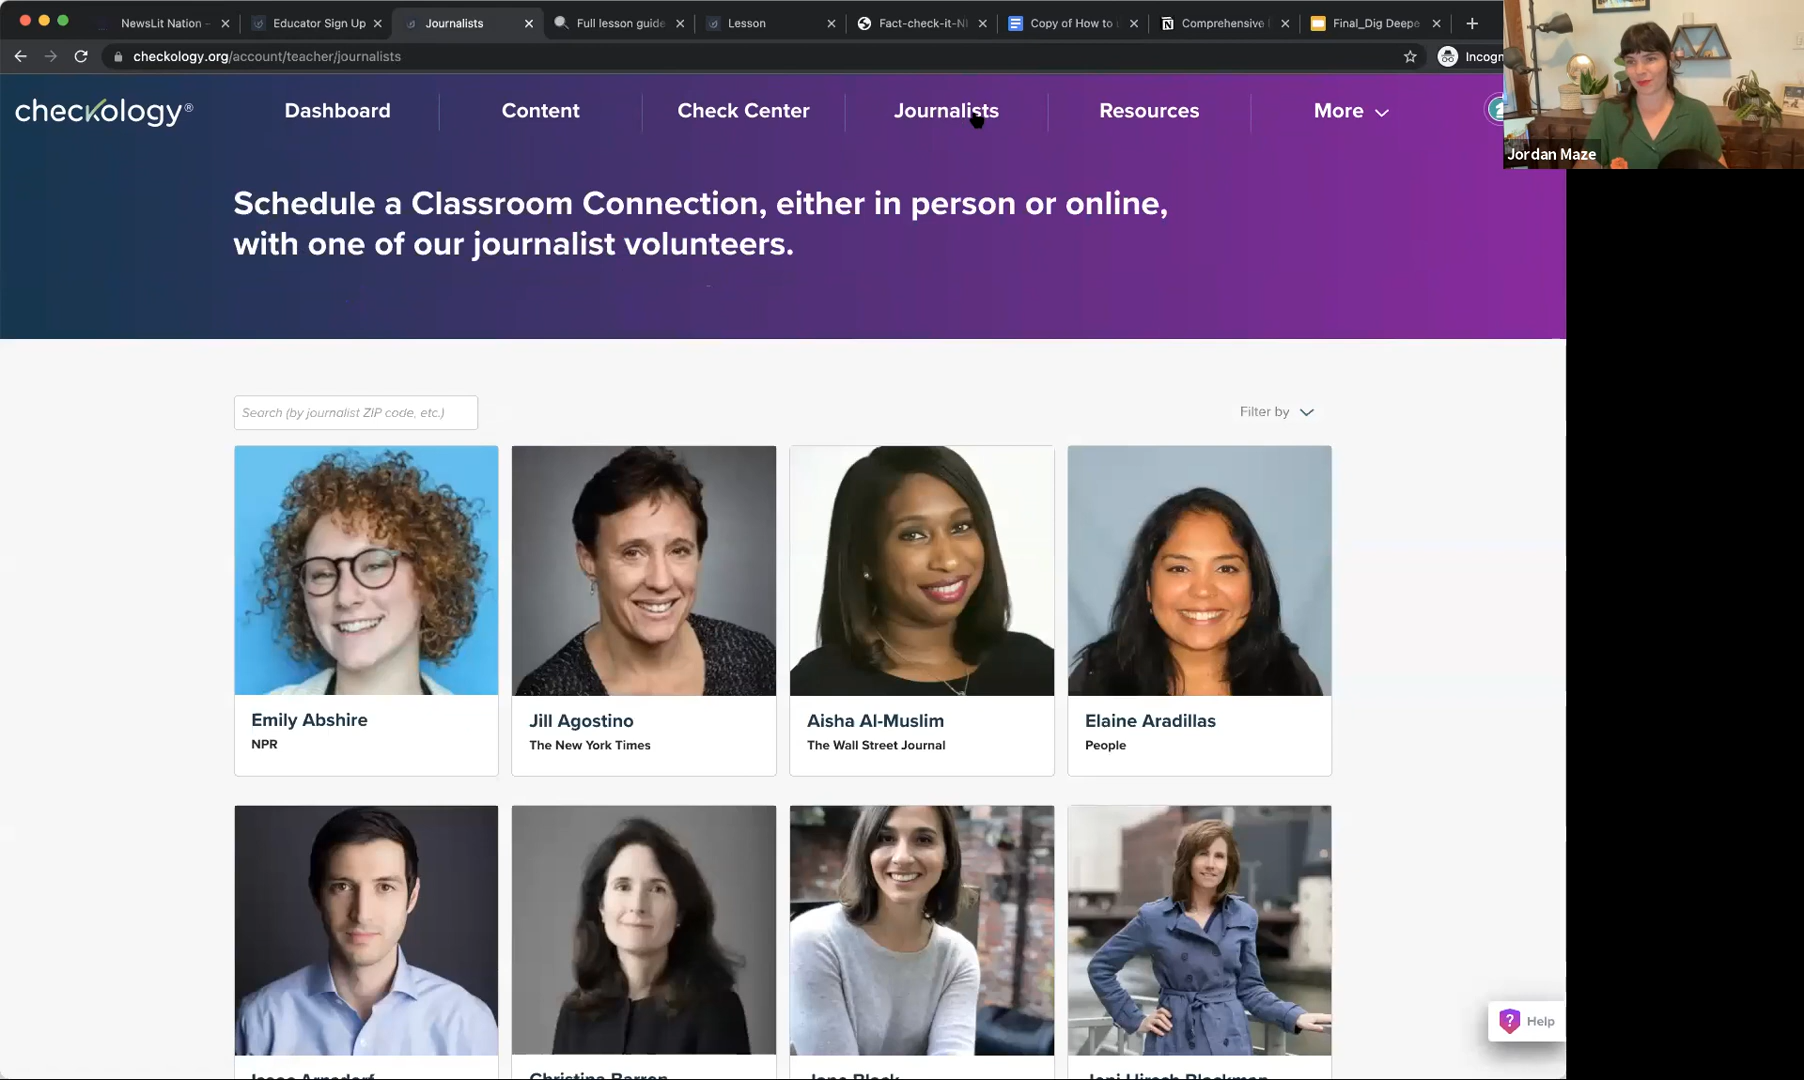 NewsLit Nation -
Educator Sign Up
Journalists
Full lesson guide
Lesson
Fact-check-it-N
Copy of How to
Comprehensive
Final_Dig Deepe
checkology.org/account/teacher/journalists
Incogn
checkology®
Dashboard
Content
Check Center
Journalists
Resources
More
Jordan Maze
Schedule a Classroom Connection, either in person or online,
with one of our journalist volunteers.
Search (by journalist ZIP code, etc.)
Filter by
Emily Abshire
NPR
Jill Agostino
The New York Times
Aisha Al-Muslim
The Wall Street Journal
Elaine Aradillas
People
Help